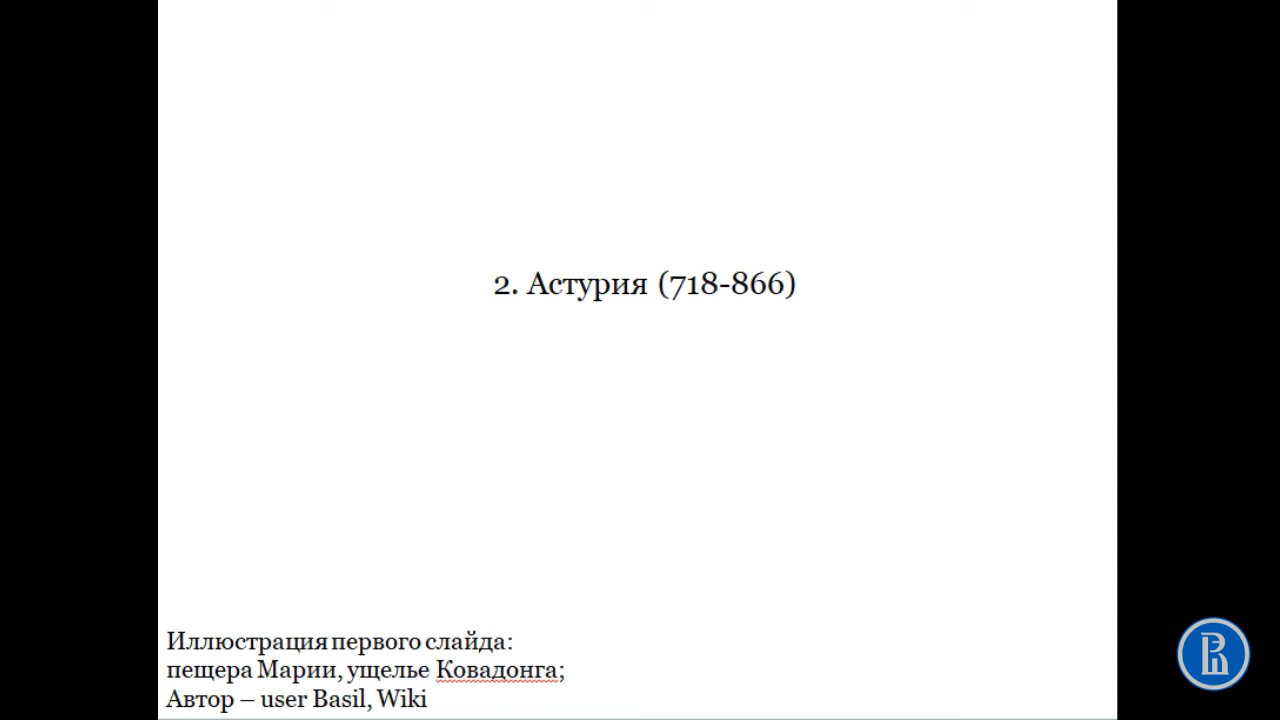 2. Астурия (718-866)
Иллюстрация первого слайда:
пещера Марии, ущелье Ковадонга;
Автор – user Basil, Wiki